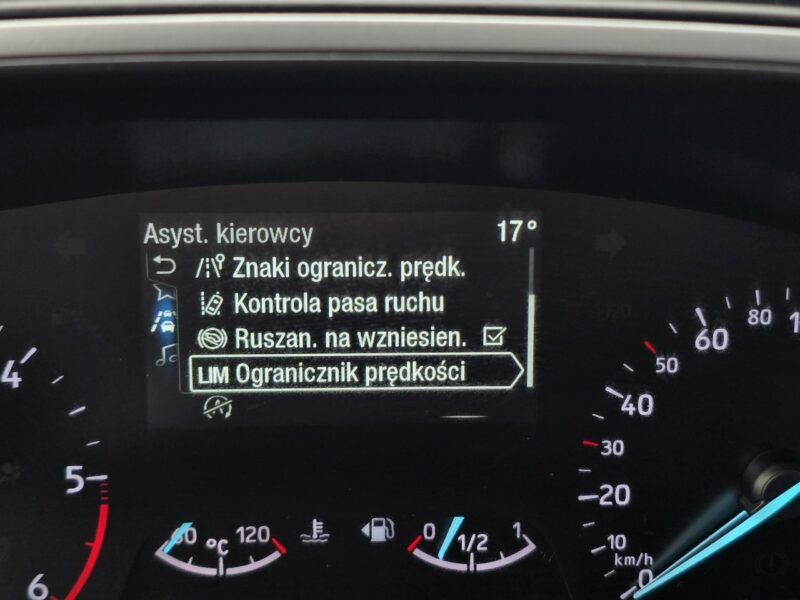 Asyst. kierowcy 17°
Znaki ogranicz. prędk.
Kontrola pasa ruchu
Ruszan. na wzniesien.
LIM Ogranicznik prędkości
4
5
6
120
°C
0
1/2
1
80
60
50
40
30
20
10
km/h
0